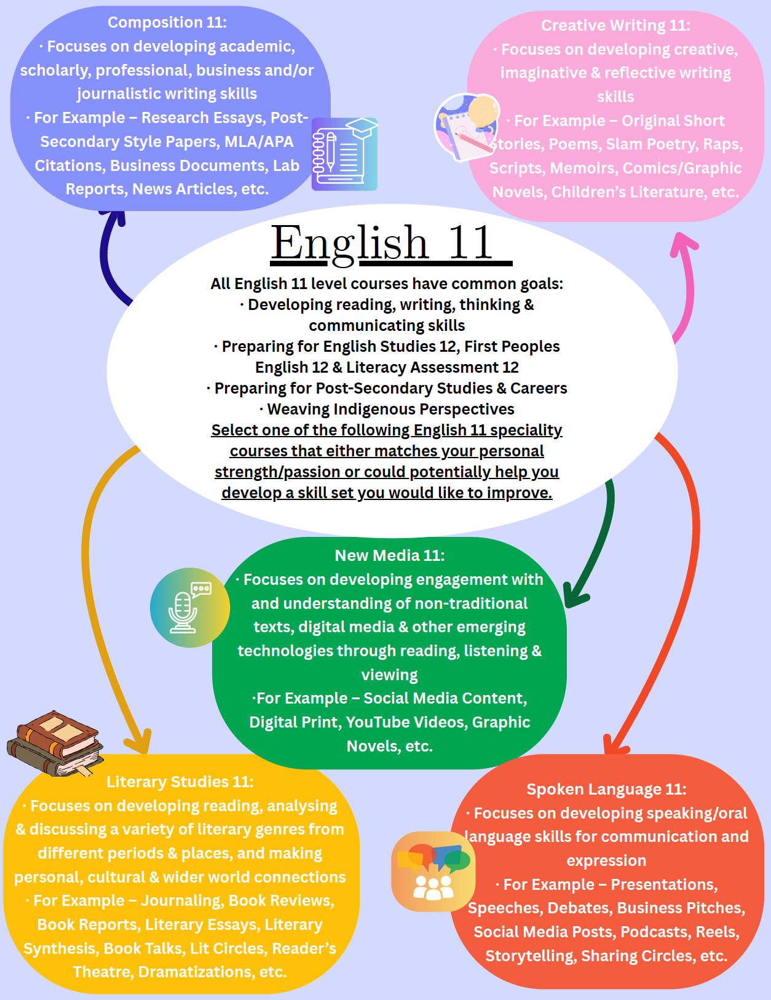 Composition 11:
· Focuses on developing academic,
scholarly, professional, business and/or
journalistic writing skills
· For Example – Research Essays, Post-
Secondary Style Papers, MLA/APA
Citations, Business Documents, Lab
Reports, News Articles, etc.
Creative Writing 11:
· Focuses on developing creative,
imaginative & reflective writing
skills
· For Example – Original Short
Stories, Poems, Slam Poetry, Raps,
Scripts, Memoirs, Comics/Graphic
Novels, Children’s Literature, etc.
English 11
All English 11 level courses have common goals:
· Developing reading, writing, thinking &
communicating skills
· Preparing for English Studies 12, First Peoples
English 12 & Literacy Assessment 12
· Preparing for Post-Secondary Studies & Careers
· Weaving Indigenous Perspectives
Select one of the following English 11 speciality
courses that either matches your personal
strength/passion or could potentially help you
develop a skill set you would like to improve.
New Media 11:
· Focuses on developing engagement with
and understanding of non-traditional
texts, digital media & other emerging
technologies through reading, listening &
viewing
·For Example – Social Media Content,
Digital Print, YouTube Videos, Graphic
Novels, etc.
Literary Studies 11:
· Focuses on developing reading, analysing
& discussing a variety of literary genres from
different periods & places, and making
personal, cultural & wider world connections
· For Example – Journaling, Book Reviews,
Book Reports, Literary Essays, Literary
Synthesis, Book Talks, Lit Circles, Reader’s
Theatre, Dramatizations, etc.
Spoken Language 11:
· Focuses on developing speaking/oral
language skills for communication and
expression
· For Example – Presentations,
Speeches, Debates, Business Pitches,
Social Media Posts, Podcasts, Reels,
Storytelling, Sharing Circles, etc.